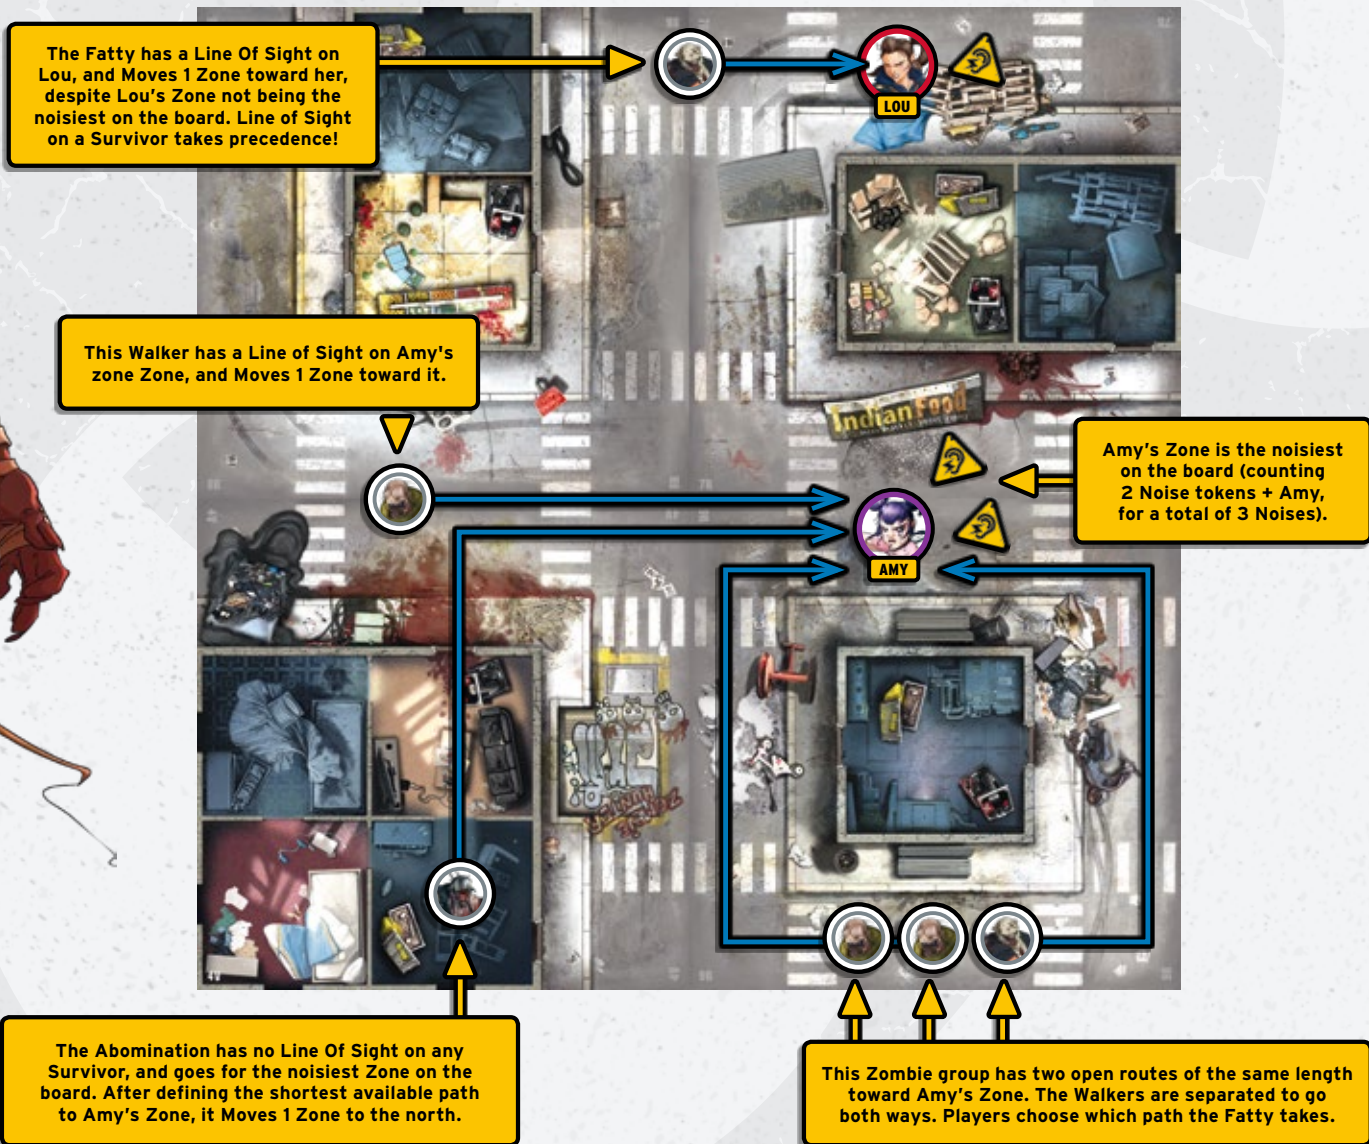 The Fatty has a Line Of Sight on
Lou, and Moves 1 Zone toward her,
despite Lou's Zone not being the
noisiest on the board. Line of Sight
on a Survivor takes precedence!
LOU
This Walker has a Line of Sight on Amy's
zone Zone, and Moves 1 Zone toward it.
Indian Food
Amy's Zone is the noisiest
on the board (counting
2 Noise tokens + Amy,
for a total of 3 Noises).
AMY
The Abomination has no Line Of Sight on any
Survivor, and goes for the noisiest Zone on the
board. After defining the shortest available path
to Amy's Zone, it Moves 1 Zone to the north.
This Zombie group has two open routes of the same length
toward Amy's Zone. The Walkers are separated to go
both ways. Players choose which path the Fatty takes.